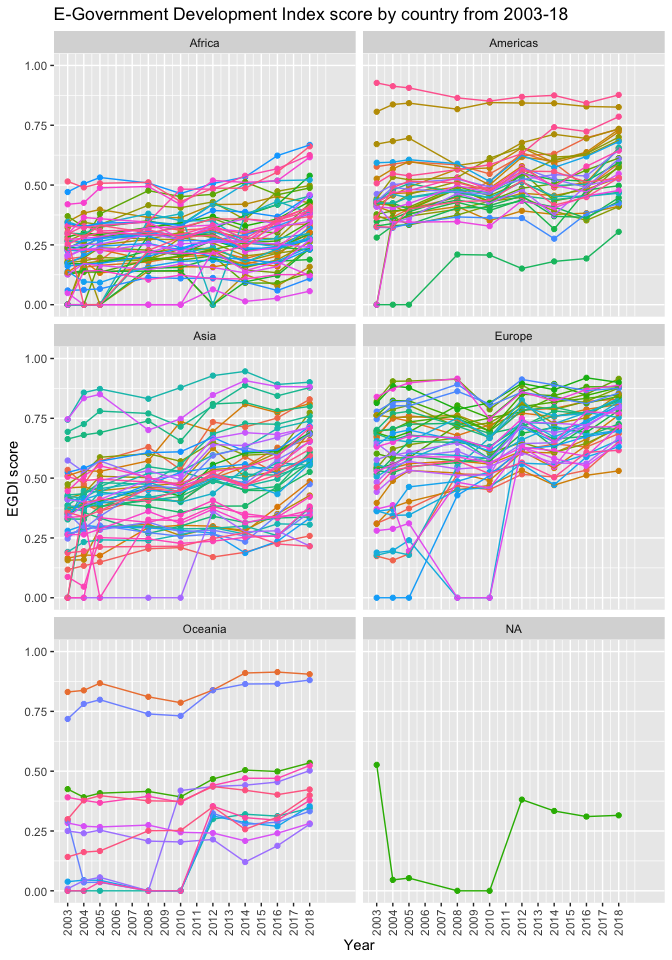 E-Government Development Index score by country from 2003-18
Africa
Americas
1.00
0.75
0.50
0.25
0.00
Asia
Europe
1.00
0.75
0.50
0.25
0.00
EGDI score
Oceania
NA
1.00
0.75
0.50
0.25
0.00
2003 2004 2005 2006 2007 2008 2009 2010 2011 2012 2013 2014 2015 2016 2017 2018
2003 2004 2005 2006 2007 2008 2009 2010 2011 2012 2013 2014 2015 2016 2017 2018
Year